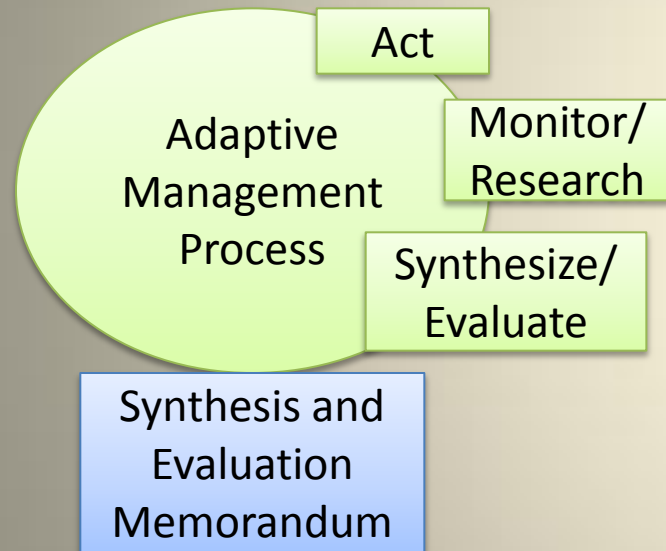 Act
Adaptive
Management
Process
Monitor/
Research
Synthesize/
Evaluate
Synthesis and
Evaluation
Memorandum